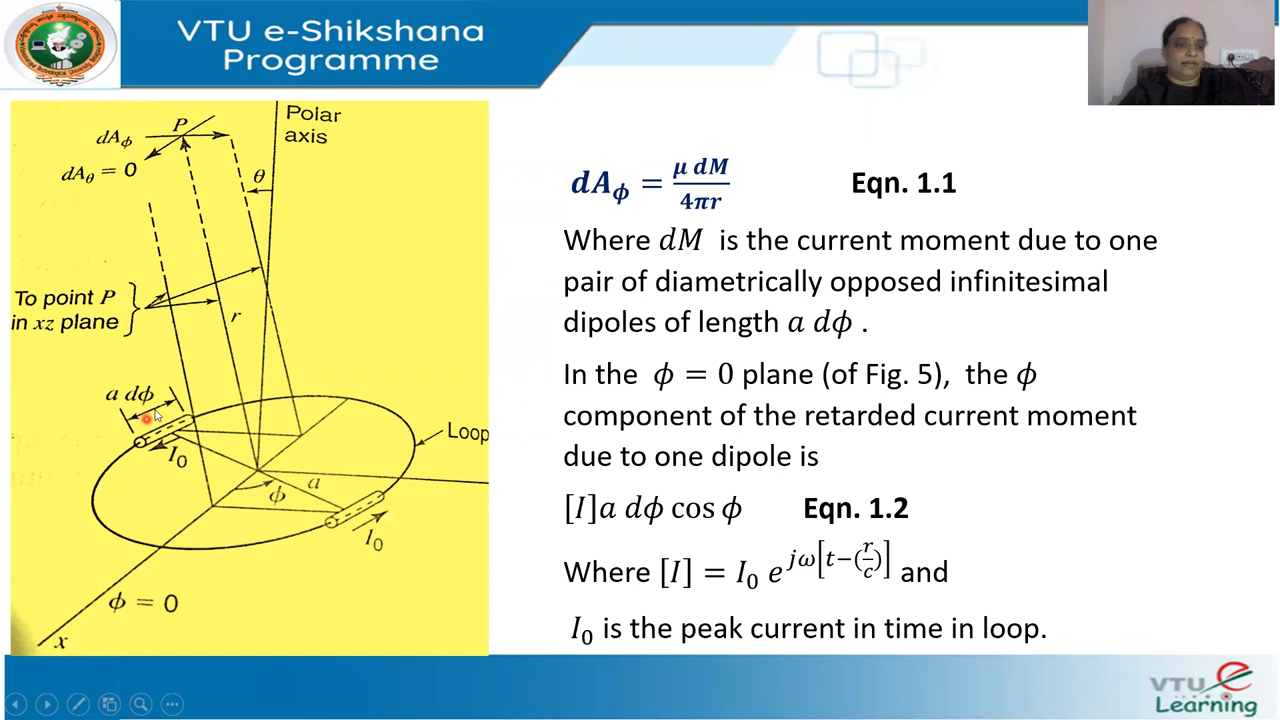 VTU e-Shikshana
Programme
Polar
axis
P
dAϕ
dAθ = 0
θ
To point P
in xz plane
r
a dϕ
I₀
Loop
a
ϕ
I₀
ϕ = 0
x
dAϕ = μ dM / 4πr Eqn. 1.1
Where dM is the current moment due to one
pair of diametrically opposed infinitesimal
dipoles of length a dϕ .
In the ϕ = 0 plane (of Fig. 5), the ϕ
component of the retarded current moment
due to one dipole is
[I]a dϕ cos ϕ Eqn. 1.2
Where [I] = I₀ e^{jω[t−(r/c)]} and
I₀ is the peak current in time in loop.
VTU e
Learning